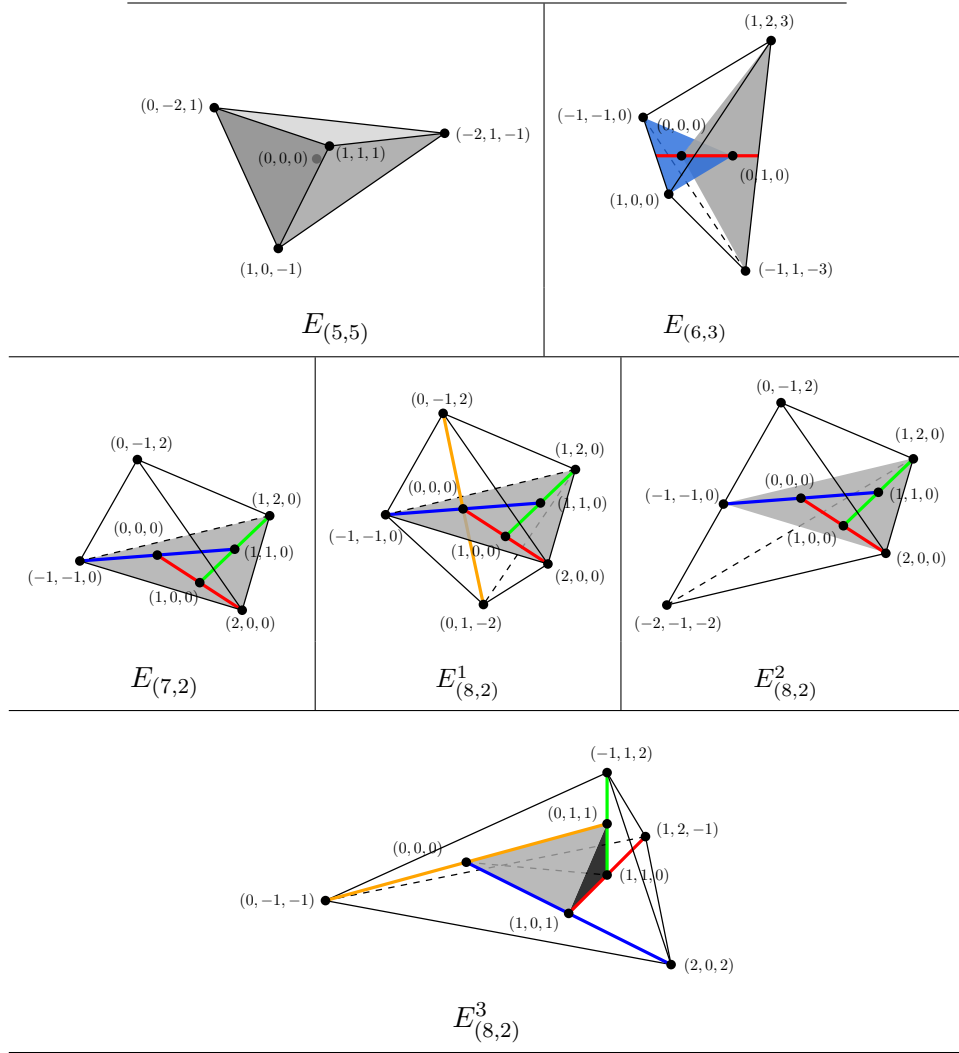 (0, −2, 1)
(−2, 1, −1)
(0, 0, 0)
(1, 1, 1)
(1, 0, −1)
E_{(5,5)}
(1, 2, 3)
(−1, −1, 0)
(0, 0, 0)
(0, 1, 0)
(1, 0, 0)
(−1, 1, −3)
E_{(6,3)}
(0, −1, 2)
(1, 2, 0)
(0, 0, 0)
(1, 1, 0)
(−1, −1, 0)
(1, 0, 0)
(2, 0, 0)
E_{(7,2)}
(0, −1, 2)
(1, 2, 0)
(0, 0, 0)
(1, 1, 0)
(−1, −1, 0)
(1, 0, 0)
(2, 0, 0)
(0, 1, −2)
E^1_{(8,2)}
(0, −1, 2)
(1, 2, 0)
(0, 0, 0)
(−1, −1, 0)
(1, 1, 0)
(1, 0, 0)
(2, 0, 0)
(−2, −1, −2)
E^2_{(8,2)}
(−1, 1, 2)
(0, 1, 1)
(1, 2, −1)
(0, 0, 0)
(1, 1, 0)
(0, −1, −1)
(1, 0, 1)
(2, 0, 2)
E^3_{(8,2)}